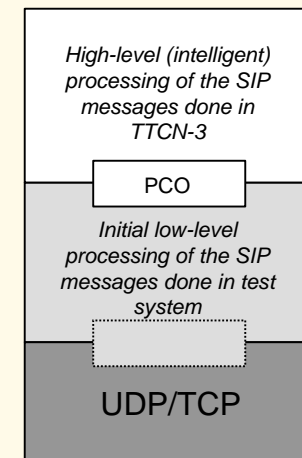 High-level (intelligent)
processing of the SIP
messages done in
TTCN-3
PCO
Initial low-level
processing of the SIP
messages done in test
system
UDP/TCP